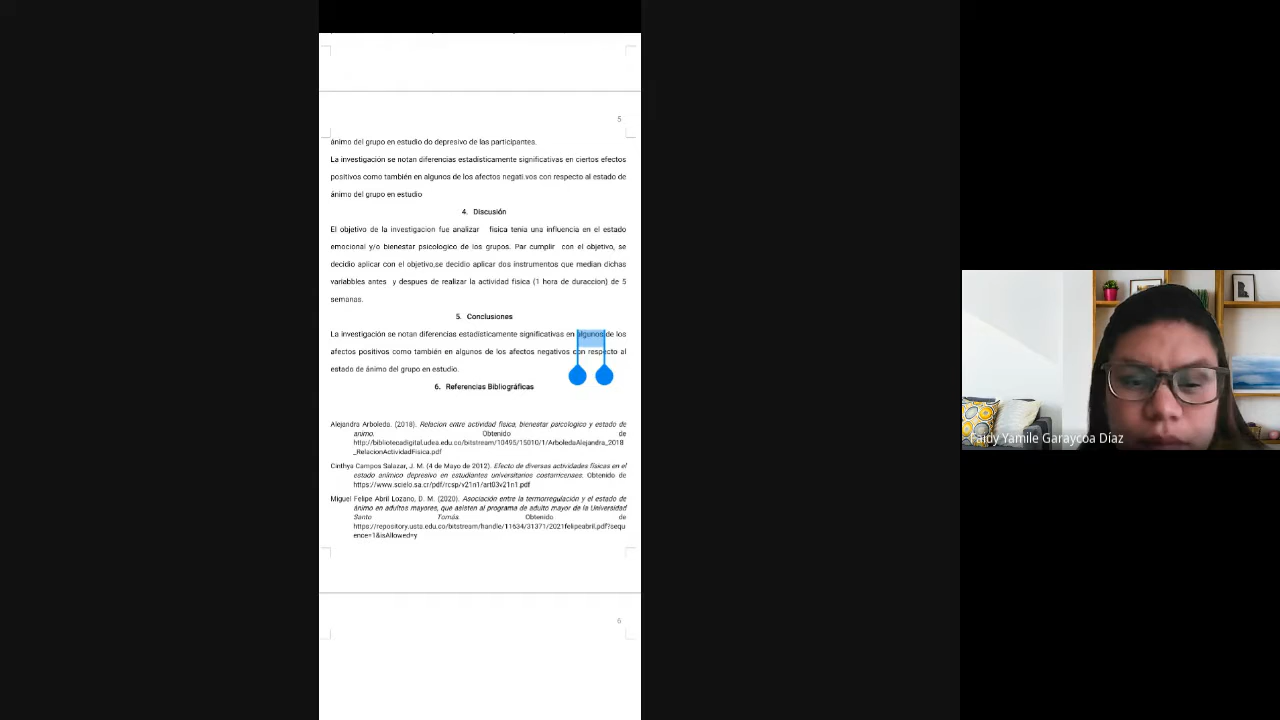 5
ánimo del grupo en estudio do depresivo de las participantes.
La investigación se notan diferencias estadísticamente significativas en ciertos efectos
positivos como también en algunos de los afectos negati.vos con respecto al estado de
ánimo del grupo en estudio
4. Discusión
El objetivo de la investigacion fue analizar fisica tenia una influencia en el estado
emocional y/o bienestar psicologico de los grupos. Par cumplir con el objetivo, se
decidio aplicar con el objetivo,se decidio aplicar dos instrumentos que median dichas
variabbles antes y despues de realizar la actividad fisica (1 hora de duraccion) de 5
semanas.
5. Conclusiones
La investigación se notan diferencias estadísticamente significativas en algunos de los
afectos positivos como también en algunos de los afectos negativos con respecto al
estado de ánimo del grupo en estudio.
6. Referencias Bibliográficas
Alejandra Arboleda. (2018). Relacion entre actividad física, bienestar psicologico y estado de
animo. Obtenido de
http://bibliotecadigital.udea.edu.co/bitstream/10495/15010/1/ArboledaAlejandra_2018
_RelacionActividadFisica.pdf
Cinthya Campos Salazar, J. M. (4 de Mayo de 2012). Efecto de diversas actividades físicas en el
estado anímico depresivo en estudiantes universitarios costarricenses. Obtenido de
https://www.scielo.sa.cr/pdf/rcsp/v21n1/art03v21n1.pdf
Miguel Felipe Abril Lozano, D. M. (2020). Asociación entre la termorregulación y el estado de
ánimo en adultos mayores, que asisten al programa de adulto mayor de la Universidad
Santo Tomás. Obtenido de
https://repository.usta.edu.co/bitstream/handle/11634/31371/2021felipeabril.pdf?sequ
ence=1&isAllowed=y
6
Faidy Yamile Garaycoa Díaz